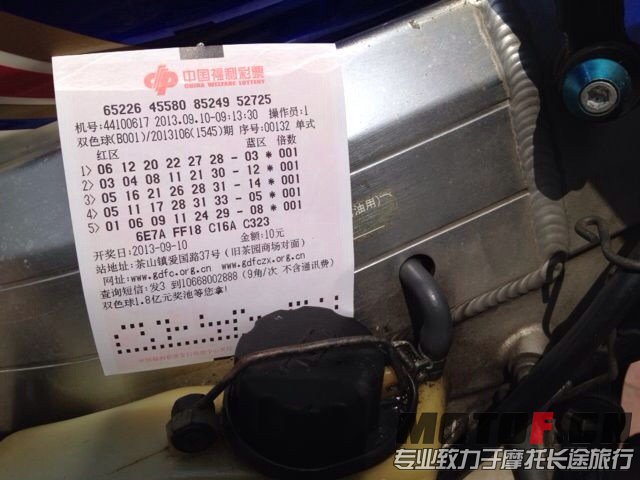 中国福利彩票
CHINA WELFARE LOTTERY
65226 45580 85249 52725
机号:44100617 2013.09.10-09:13:30 操作员:1
双色球(B001)/2013106(1545)期 序号:00132 单式
红区 蓝区 倍数
1> 06 12 20 22 27 28 - 03 * 001
2> 03 04 08 11 21 30 - 12 * 001
3> 05 16 21 26 28 31 - 14 * 001
4> 05 11 17 28 31 33 - 05 * 001
5> 01 06 09 11 24 29 - 08 * 001
6E7A FF18 C16A C323
开奖日:2013-09-10 金额:10元
站地址:茶山镇爱国路37号(旧茶园商场对面)
网址:www.gdfc.org.cn www.gdfczx.org.cn
查询短信:发3 到10668002888 (9角/次 不含通讯费)
双色球1.8亿元奖池等您拿!
油用)
MOTOF.CN
专业致力于摩托长途旅行